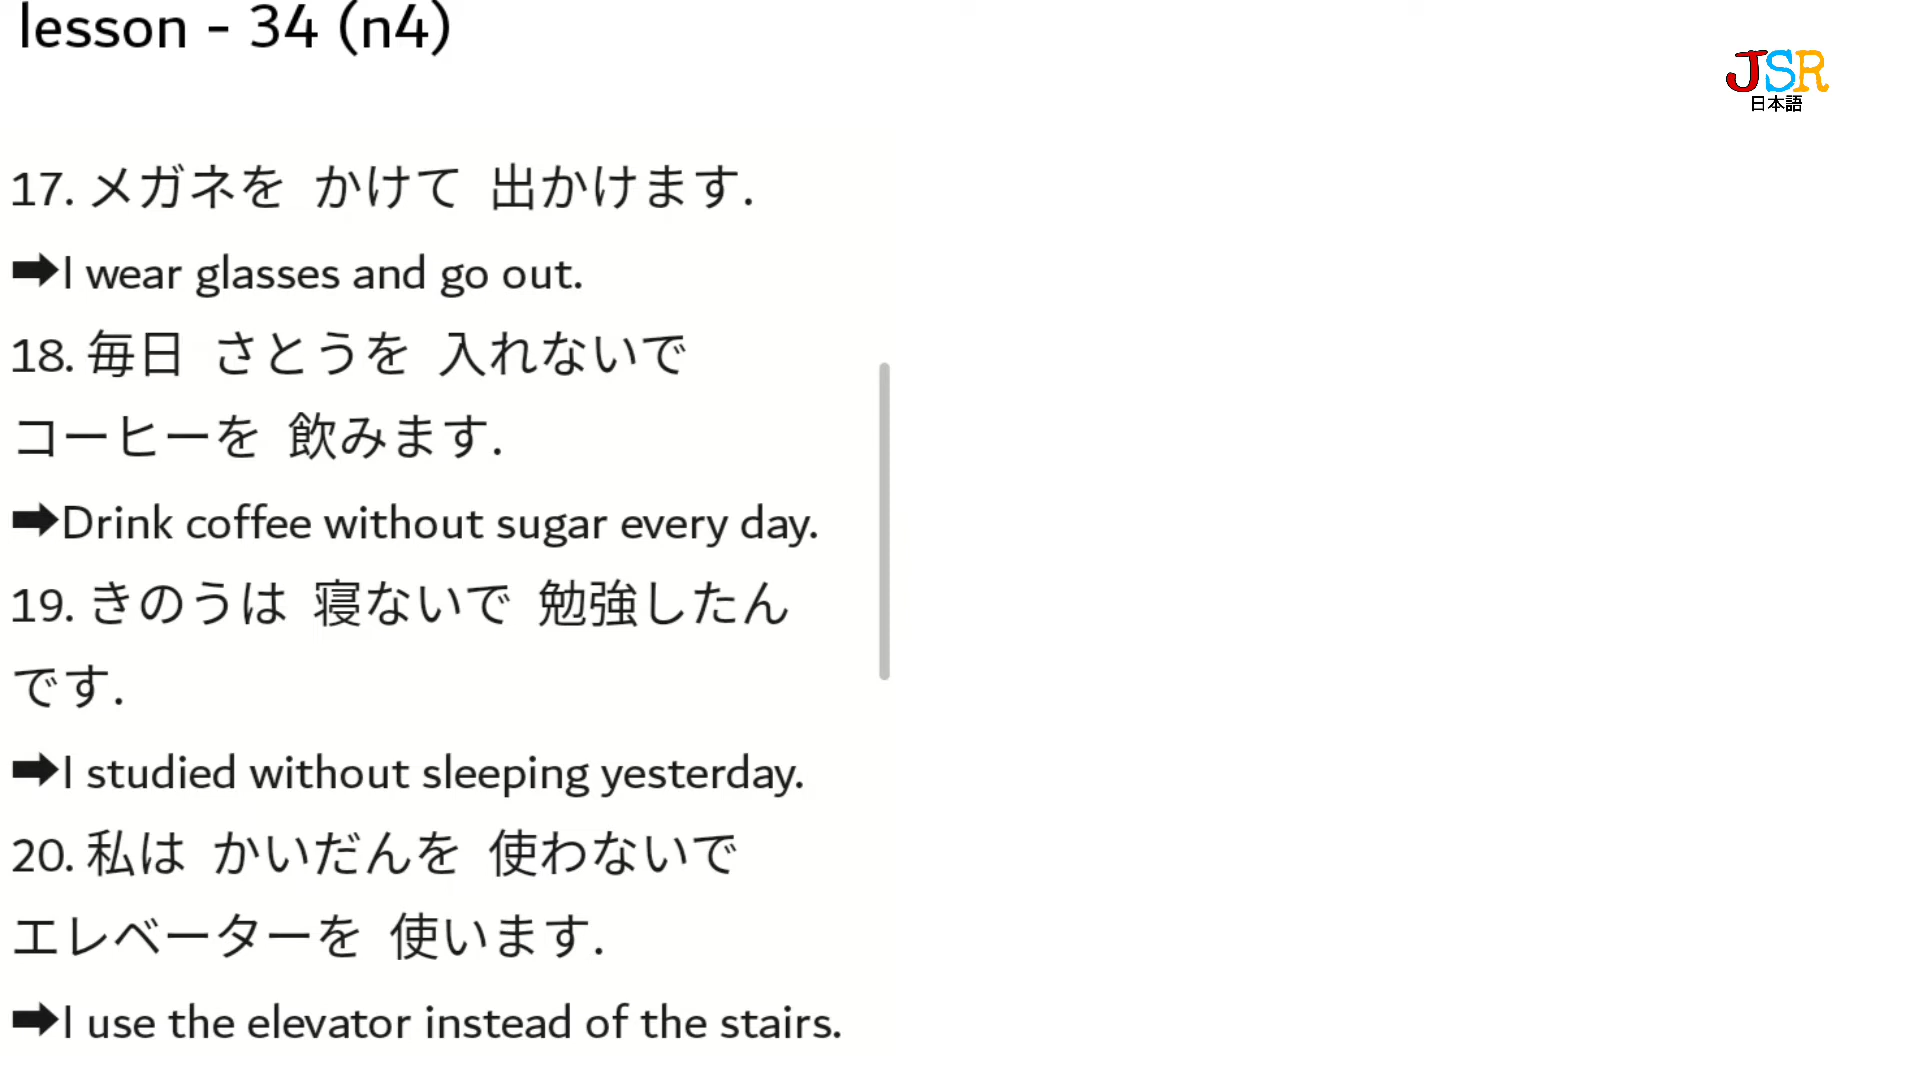 lesson - 34 (n4)
JSR
日本語
17. メガネを かけて 出かけます.
➡I wear glasses and go out.
18. 毎日 さとうを 入れないで
コーヒーを 飲みます.
➡Drink coffee without sugar every day.
19. きのうは 寝ないで 勉強したん
です.
➡I studied without sleeping yesterday.
20. 私は かいだんを 使わないで
エレベーターを 使います.
➡I use the elevator instead of the stairs.